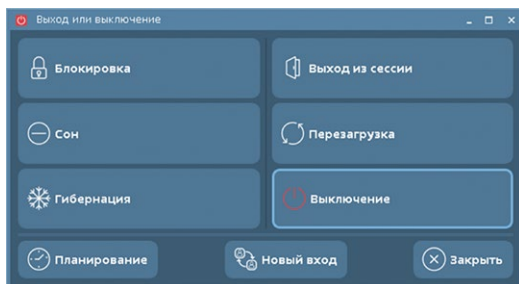 Выход или выключение
Блокировка
Выход из сессии
Сон
Перезагрузка
Гибернация
Выключение
Планирование
Новый вход
Закрыть